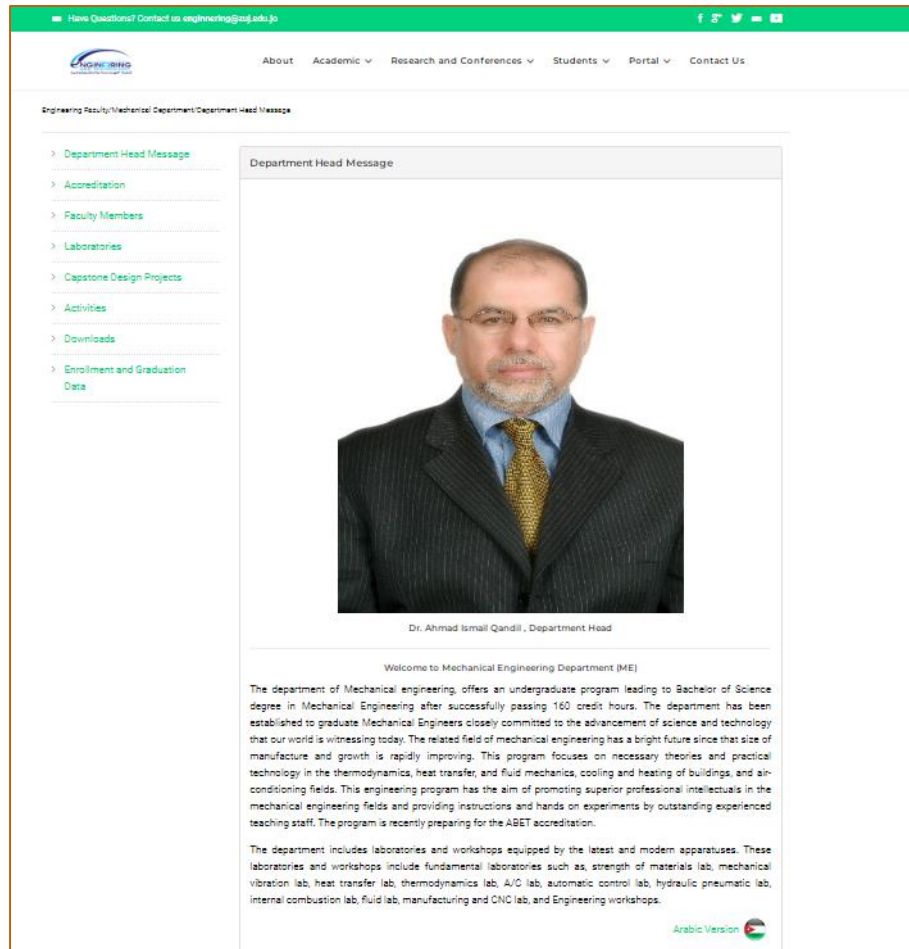 Have Questions? Contact us enginnering@zuj.edu.jo
ENGINEERING
About Academic Research and Conferences Students Portal Contact Us
Engineering Faculty/Mechanical Department/Department Head Message
Department Head Message
Accreditation
Faculty Members
Laboratories
Capstone Design Projects
Activities
Downloads
Enrollment and Graduation
Data
Department Head Message
Dr. Ahmad Ismail Qandil , Department Head
Welcome to Mechanical Engineering Department (ME)
The department of Mechanical engineering, offers an undergraduate program leading to Bachelor of Science
degree in Mechanical Engineering after successfully passing 160 credit hours. The department has been
established to graduate Mechanical Engineers closely committed to the advancement of science and technology
that our world is witnessing today. The related field of mechanical engineering has a bright future since that size of
manufacture and growth is rapidly improving. This program focuses on necessary theories and practical
technology in the thermodynamics, heat transfer, and fluid mechanics, cooling and heating of buildings, and air-
conditioning fields. This engineering program has the aim of promoting superior professional intellectuals in the
mechanical engineering fields and providing instructions and hands on experiments by outstanding experienced
teaching staff. The program is recently preparing for the ABET accreditation.
The department includes laboratories and workshops equipped by the latest and modern apparatuses. These
laboratories and workshops include fundamental laboratories such as, strength of materials lab, mechanical
vibration lab, heat transfer lab, thermodynamics lab, A/C lab, automatic control lab, hydraulic pneumatic lab,
internal combustion lab, fluid lab, manufacturing and CNC lab, and Engineering workshops.
Arabic Version